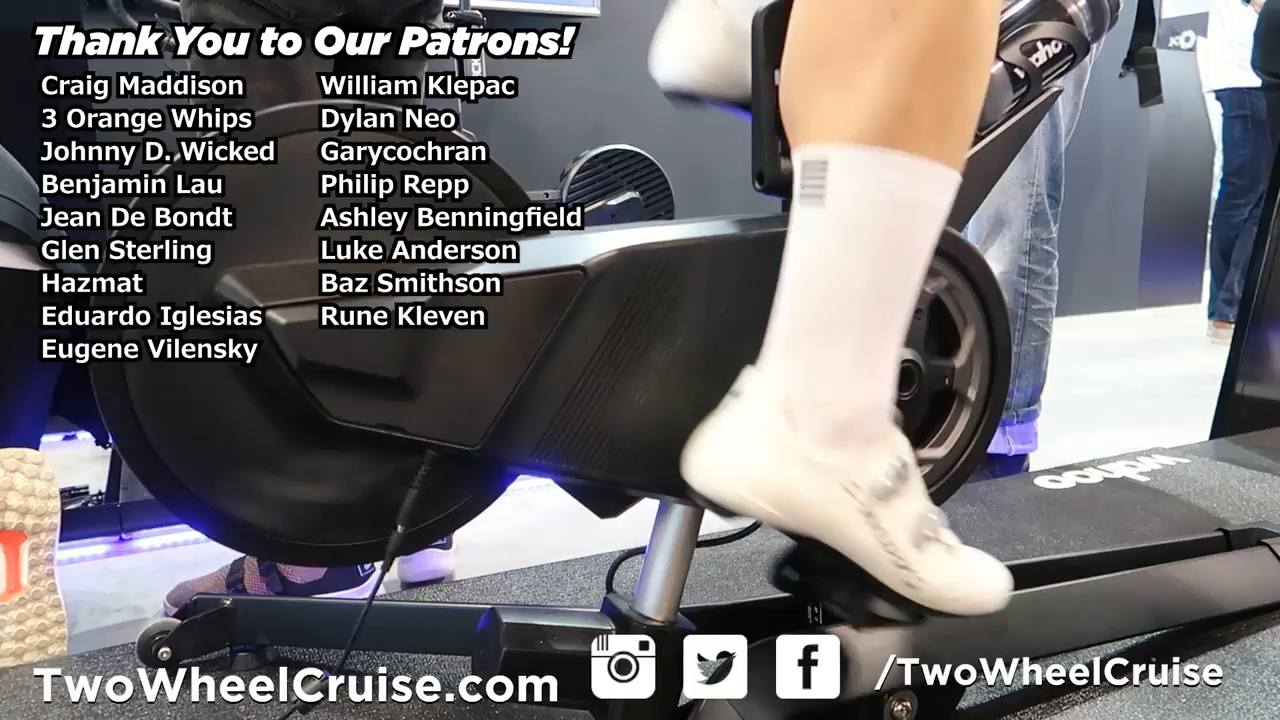 Thank You to Our Patrons!
Craig Maddison
3 Orange Whips
Johnny D. Wicked
Benjamin Lau
Jean De Bondt
Glen Sterling
Hazmat
Eduardo Iglesias
Eugene Vilensky
William Klepac
Dylan Neo
Garycochran
Philip Repp
Ashley Benningfield
Luke Anderson
Baz Smithson
Rune Kleven
wahoo
TwoWheelCruise.com
/TwoWheelCruise